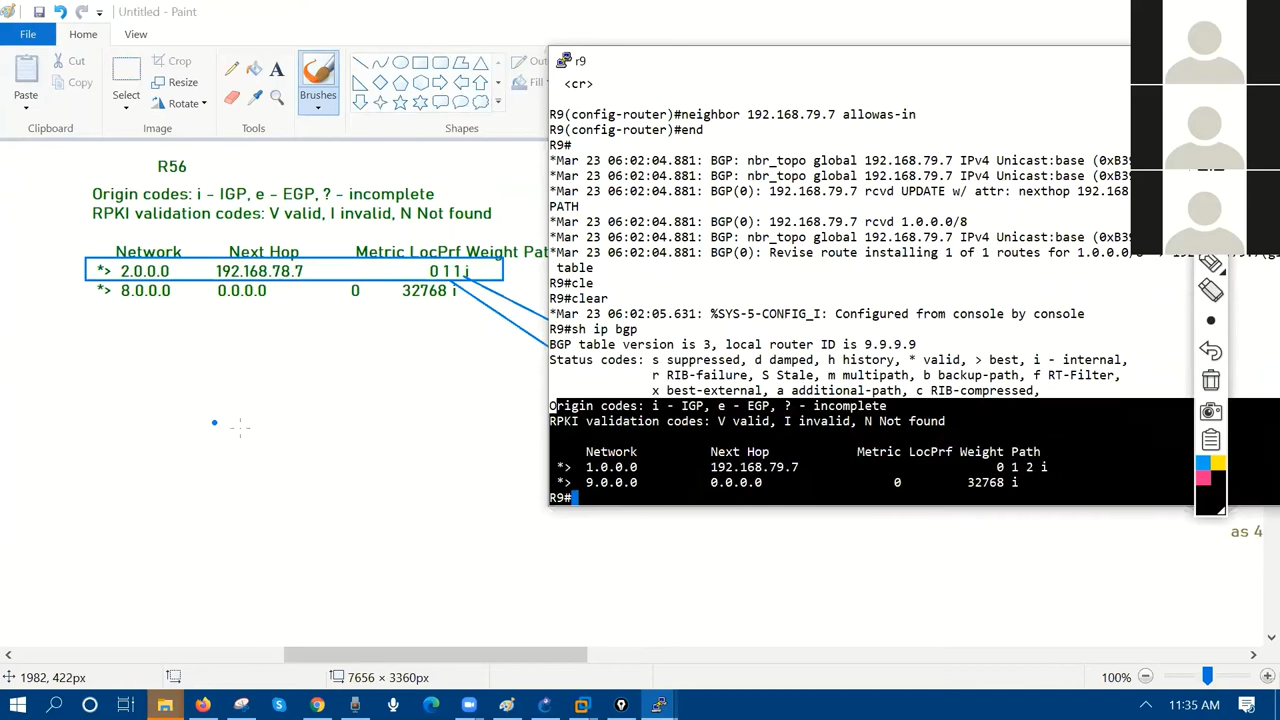 Untitled - Paint
File
Home
View
Paste
Cut
Copy
Clipboard
Select
Crop
Resize
Rotate
Image
Tools
Brushes
Shapes
Out
Fill
R56
Origin codes: i - IGP, e - EGP, ? - incomplete
RPKI validation codes: V valid, I invalid, N Not found
Network Next Hop Metric LocPrf Weight Pat
*> 2.0.0.0 192.168.78.7 0 1 1 i
*> 8.0.0.0 0.0.0.0 0 32768 i
r9
<cr>
R9(config-router)#neighbor 192.168.79.7 allowas-in
R9(config-router)#end
R9#
*Mar 23 06:02:04.881: BGP: nbr_topo global 192.168.79.7 IPv4 Unicast:base (0xB39
*Mar 23 06:02:04.881: BGP: nbr_topo global 192.168.79.7 IPv4 Unicast:base (0xB39
*Mar 23 06:02:04.881: BGP(0): 192.168.79.7 rcvd UPDATE w/ attr: nexthop 192.168
PATH
*Mar 23 06:02:04.881: BGP(0): 192.168.79.7 rcvd 1.0.0.0/8
*Mar 23 06:02:04.881: BGP: nbr_topo global 192.168.79.7 IPv4 Unicast:base (0xB39
*Mar 23 06:02:04.881: BGP(0): Revise route installing 1 of 1 routes for 1.0.0.0/8
table
R9#cle
R9#clear
*Mar 23 06:02:05.631: %SYS-5-CONFIG_I: Configured from console by console
R9#sh ip bgp
BGP table version is 3, local router ID is 9.9.9.9
Status codes: s suppressed, d damped, h history, * valid, > best, i - internal,
r RIB-failure, S Stale, m multipath, b backup-path, f RT-Filter,
x best-external, a additional-path, c RIB-compressed,
Origin codes: i - IGP, e - EGP, ? - incomplete
RPKI validation codes: V valid, I invalid, N Not found
Network Next Hop Metric LocPrf Weight Path
*> 1.0.0.0 192.168.79.7 0 1 2 i
*> 9.0.0.0 0.0.0.0 0 32768 i
R9#
as 4
1982, 422px
7656 × 3360px
100%
11:35 AM